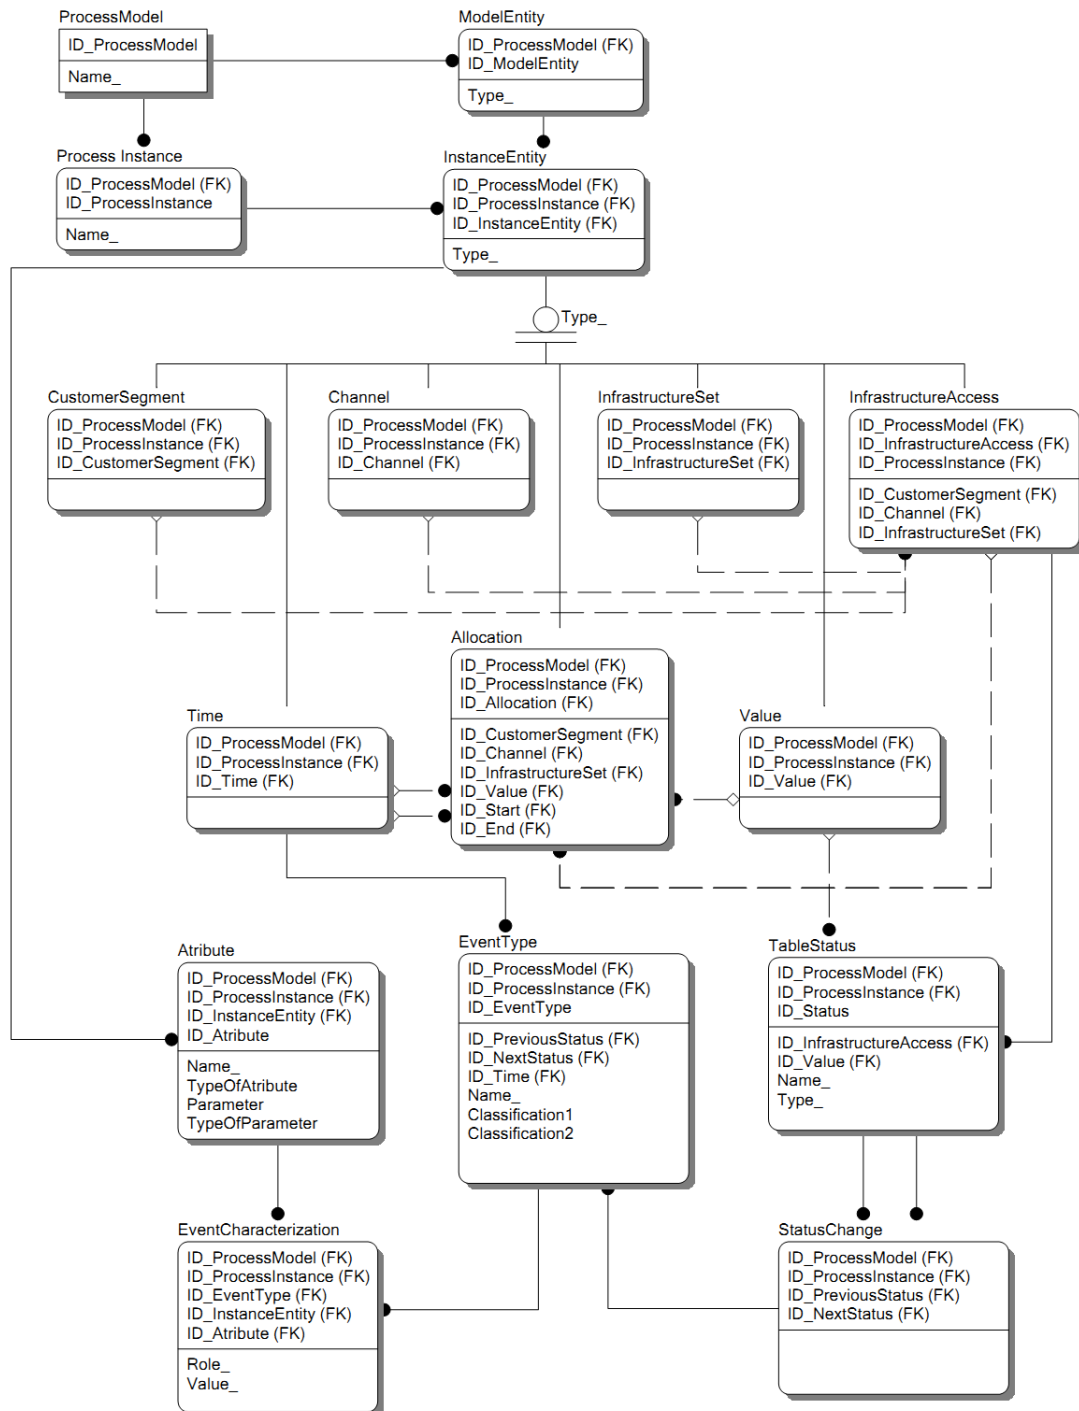 ProcessModel
ID_ProcessModel
Name_
ModelEntity
ID_ProcessModel (FK)
ID_ModelEntity
Type_
Process Instance
ID_ProcessModel (FK)
ID_ProcessInstance
Name_
InstanceEntity
ID_ProcessModel (FK)
ID_ProcessInstance (FK)
ID_InstanceEntity (FK)
Type_
Type_
CustomerSegment
ID_ProcessModel (FK)
ID_ProcessInstance (FK)
ID_CustomerSegment (FK)
Channel
ID_ProcessModel (FK)
ID_ProcessInstance (FK)
ID_Channel (FK)
InfrastructureSet
ID_ProcessModel (FK)
ID_ProcessInstance (FK)
ID_InfrastructureSet (FK)
InfrastructureAccess
ID_ProcessModel (FK)
ID_InfrastructureAccess (FK)
ID_ProcessInstance (FK)
ID_CustomerSegment (FK)
ID_Channel (FK)
ID_InfrastructureSet (FK)
Allocation
ID_ProcessModel (FK)
ID_ProcessInstance (FK)
ID_Allocation (FK)
ID_CustomerSegment (FK)
ID_Channel (FK)
ID_InfrastructureSet (FK)
ID_Value (FK)
ID_Start (FK)
ID_End (FK)
Time
ID_ProcessModel (FK)
ID_ProcessInstance (FK)
ID_Time (FK)
Value
ID_ProcessModel (FK)
ID_ProcessInstance (FK)
ID_Value (FK)
Atribute
ID_ProcessModel (FK)
ID_ProcessInstance (FK)
ID_InstanceEntity (FK)
ID_Atribute
Name_
TypeOfAtribute
Parameter
TypeOfParameter
EventType
ID_ProcessModel (FK)
ID_ProcessInstance (FK)
ID_EventType
ID_PreviousStatus (FK)
ID_NextStatus (FK)
ID_Time (FK)
Name_
Classification1
Classification2
TableStatus
ID_ProcessModel (FK)
ID_ProcessInstance (FK)
ID_Status
ID_InfrastructureAccess (FK)
ID_Value (FK)
Name_
Type_
EventCharacterization
ID_ProcessModel (FK)
ID_ProcessInstance (FK)
ID_EventType (FK)
ID_InstanceEntity (FK)
ID_Atribute (FK)
Role_
Value_
StatusChange
ID_ProcessModel (FK)
ID_ProcessInstance (FK)
ID_PreviousStatus (FK)
ID_NextStatus (FK)